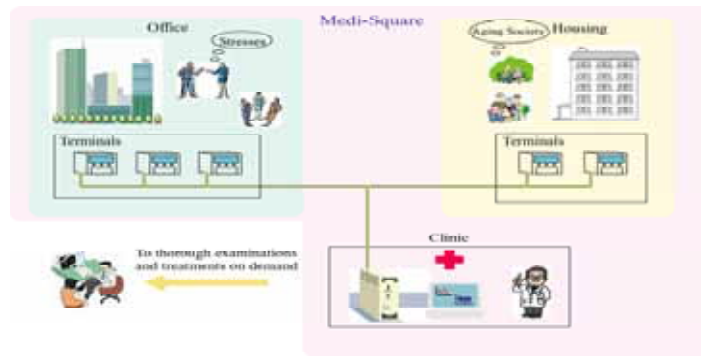 Medi-Square
Office
Stresses
Terminals
Aging Society
Housing
Terminals
Clinic
To thorough examinations
and treatments on demand